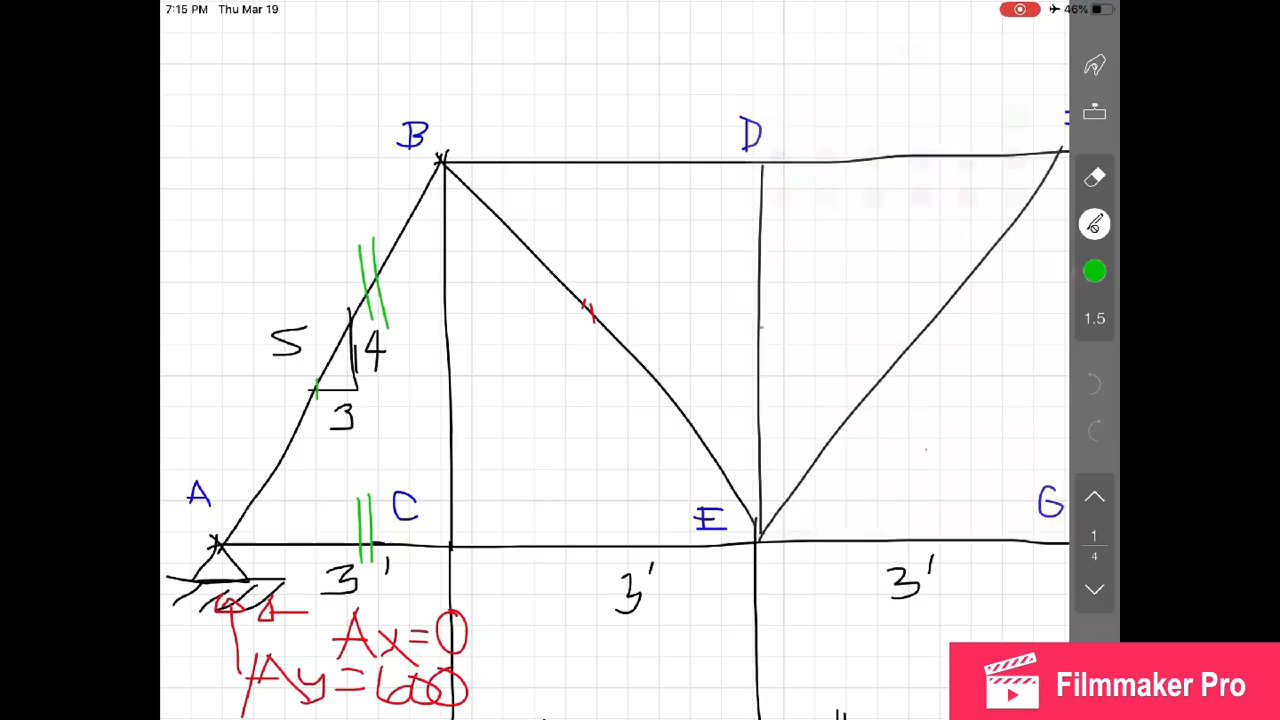 7:15 PM Thu Mar 19
46%
B
D
5
4
3
1.5
A
C
E
G
3'
3'
3'
1
4
Ax=0
Ay=600
Filmmaker Pro